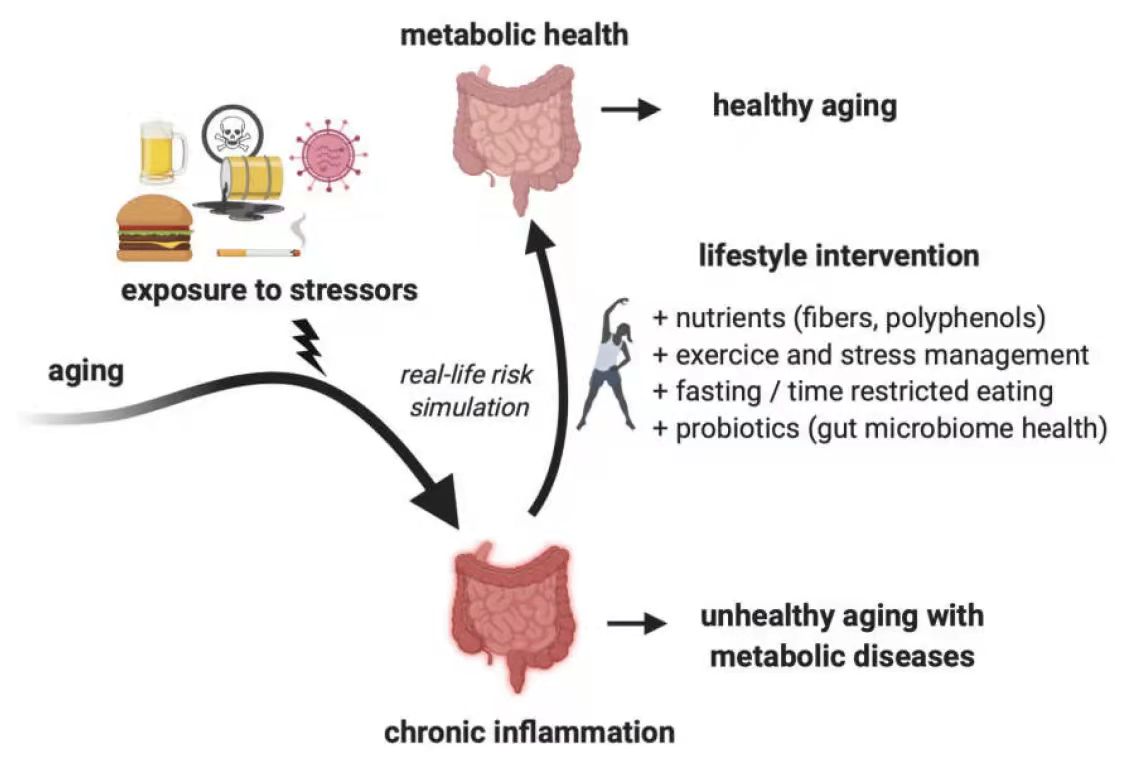 metabolic health
healthy aging
exposure to stressors
aging
real-life risk
simulation
lifestyle intervention
+ nutrients (fibers, polyphenols)
+ exercice and stress management
+ fasting / time restricted eating
+ probiotics (gut microbiome health)
unhealthy aging with
metabolic diseases
chronic inflammation